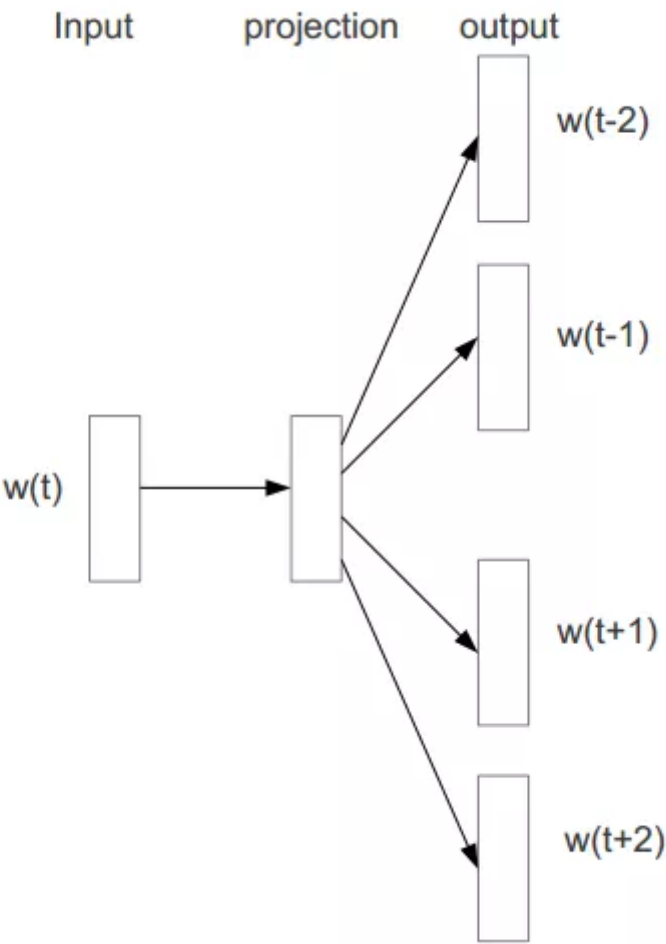 Input projection output
w(t-2)
w(t-1)
w(t)
w(t+1)
w(t+2)